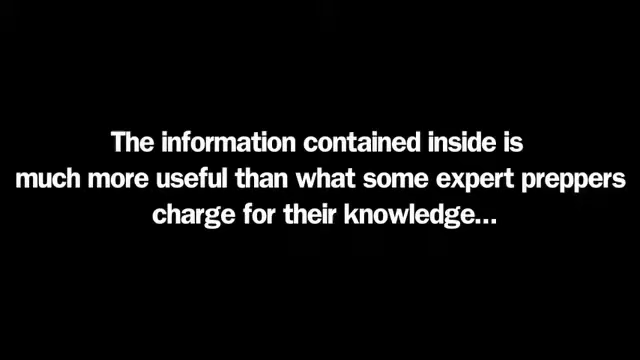 The information contained inside is
much more useful than what some expert preppers
charge for their knowledge...